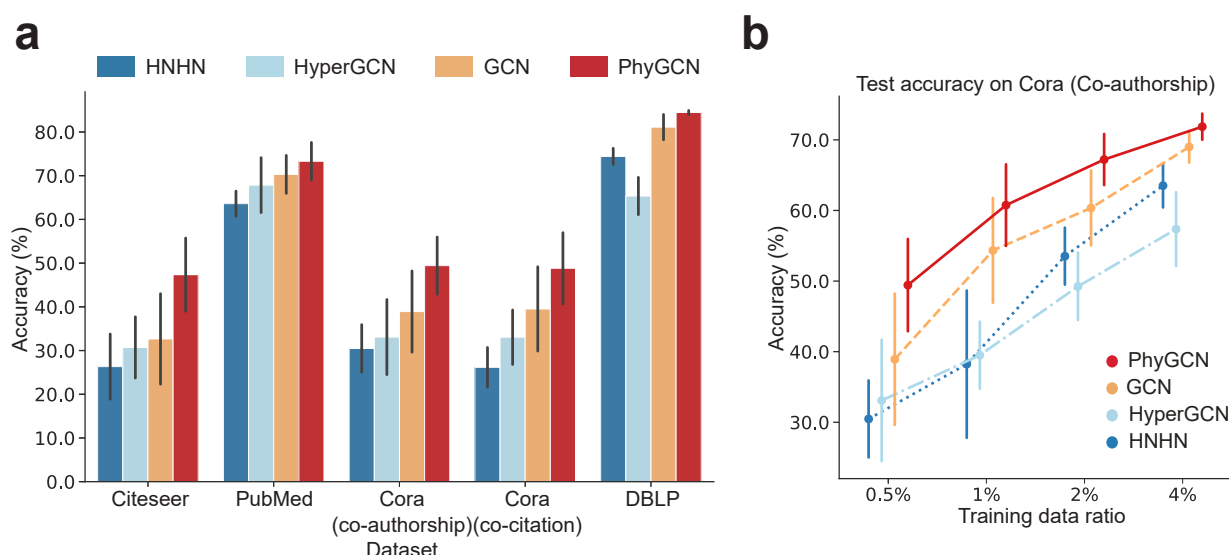 a
HNHN HyperGCN GCN PhyGCN
Accuracy (%)
80.0
70.0
60.0
50.0
40.0
30.0
20.0
10.0
0.0
Citeseer PubMed Cora Cora DBLP
(co-authorship)(co-citation)
Dataset
b
Test accuracy on Cora (Co-authorship)
Accuracy (%)
70.0
60.0
50.0
40.0
30.0
PhyGCN
GCN
HyperGCN
HNHN
0.5% 1% 2% 4%
Training data ratio